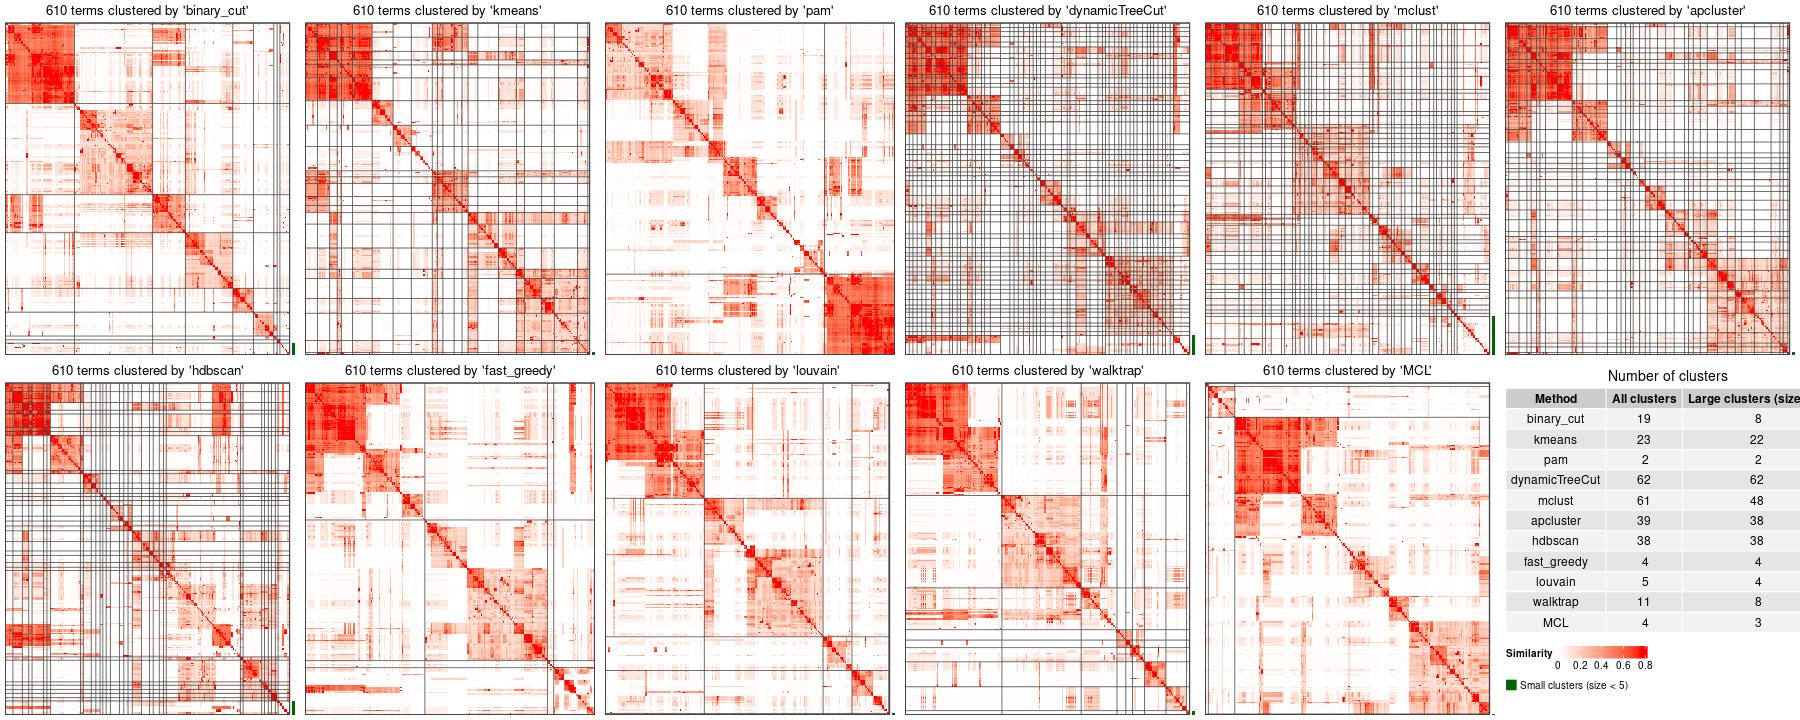 610 terms clustered by 'binary_cut'
610 terms clustered by 'kmeans'
610 terms clustered by 'pam'
610 terms clustered by 'dynamicTreeCut'
610 terms clustered by 'mclust'
610 terms clustered by 'apcluster'
610 terms clustered by 'hdbscan'
610 terms clustered by 'fast_greedy'
610 terms clustered by 'louvain'
610 terms clustered by 'walktrap'
610 terms clustered by 'MCL'
Number of clusters
Method All clusters Large clusters (size
binary_cut 19 8
kmeans 23 22
pam 2 2
dynamicTreeCut 62 62
mclust 61 48
apcluster 39 38
hdbscan 38 38
fast_greedy 4 4
louvain 5 4
walktrap 11 8
MCL 4 3
Similarity
0 0.2 0.4 0.6 0.8
Small clusters (size < 5)